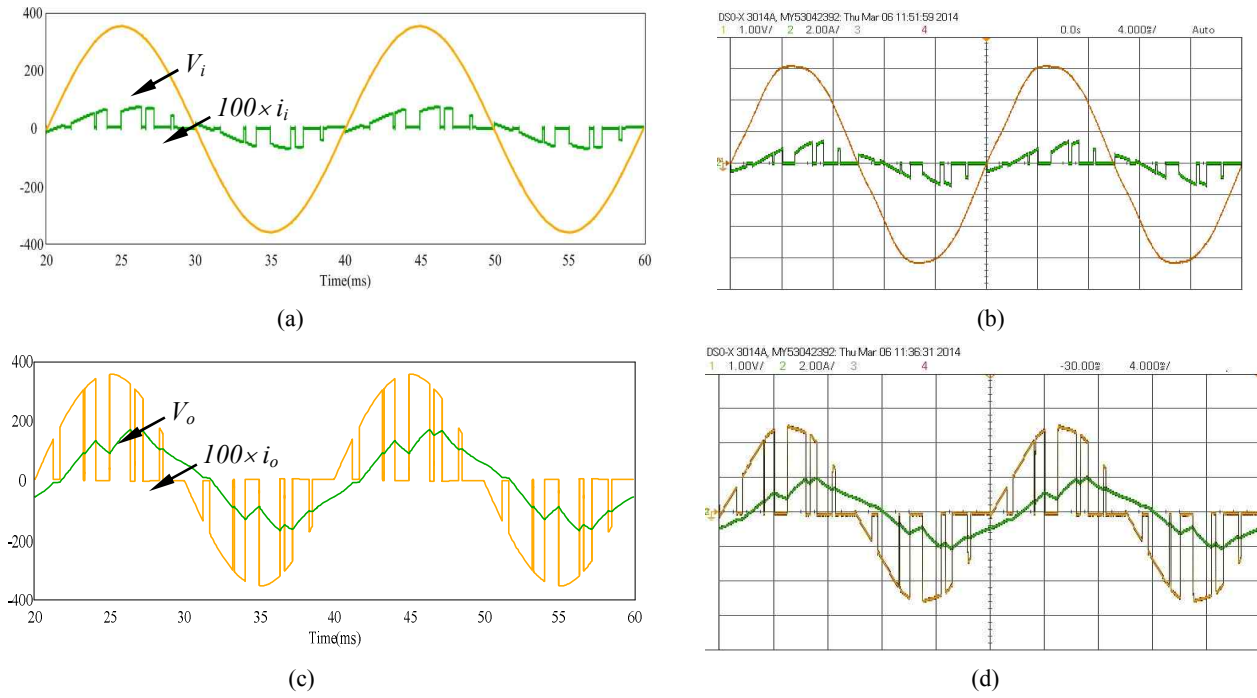 400
200
0
-200
-400
V_i
100× i_i
20 25 30 35 40 45 50 55 60
Time(ms)
(a)
DSO-X 3014A, MY53042392: Thu Mar 06 11:51:59 2014
1 1.00V/ 2 2.00A/ 3 4 0.0s 4.000ms/ Auto
(b)
400
200
0
-200
-400
V_o
100× i_o
20 25 30 35 40 45 50 55 60
Time(ms)
(c)
DSO-X 3014A, MY53042392: Thu Mar 06 11:36:31 2014
1 1.00V/ 2 2.00A/ 3 4 -30.00ms 4.000ms/
(d)